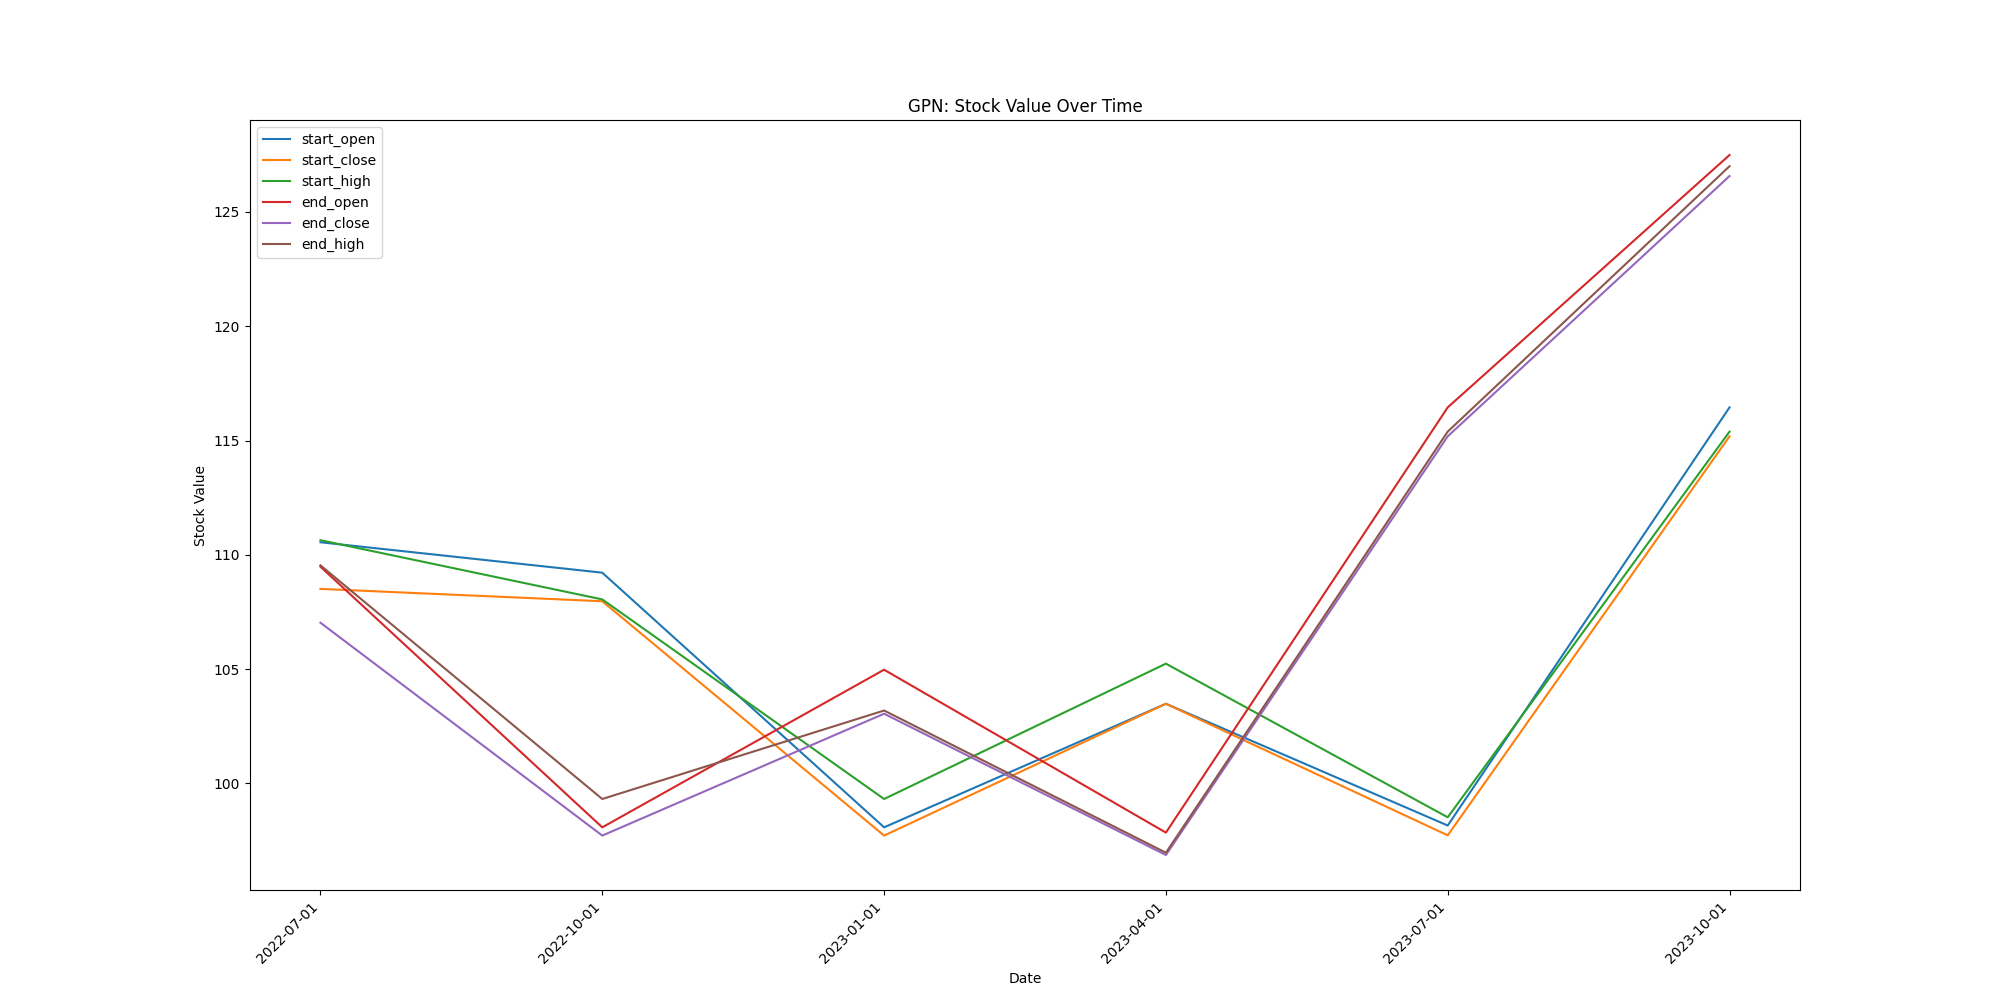 GPN: Stock Value Over Time
start_open
start_close
start_high
end_open
end_close
end_high
125
120
115
110
105
100
Stock Value
2022-07-01
2022-10-01
2023-01-01
2023-04-01
2023-07-01
2023-10-01
Date